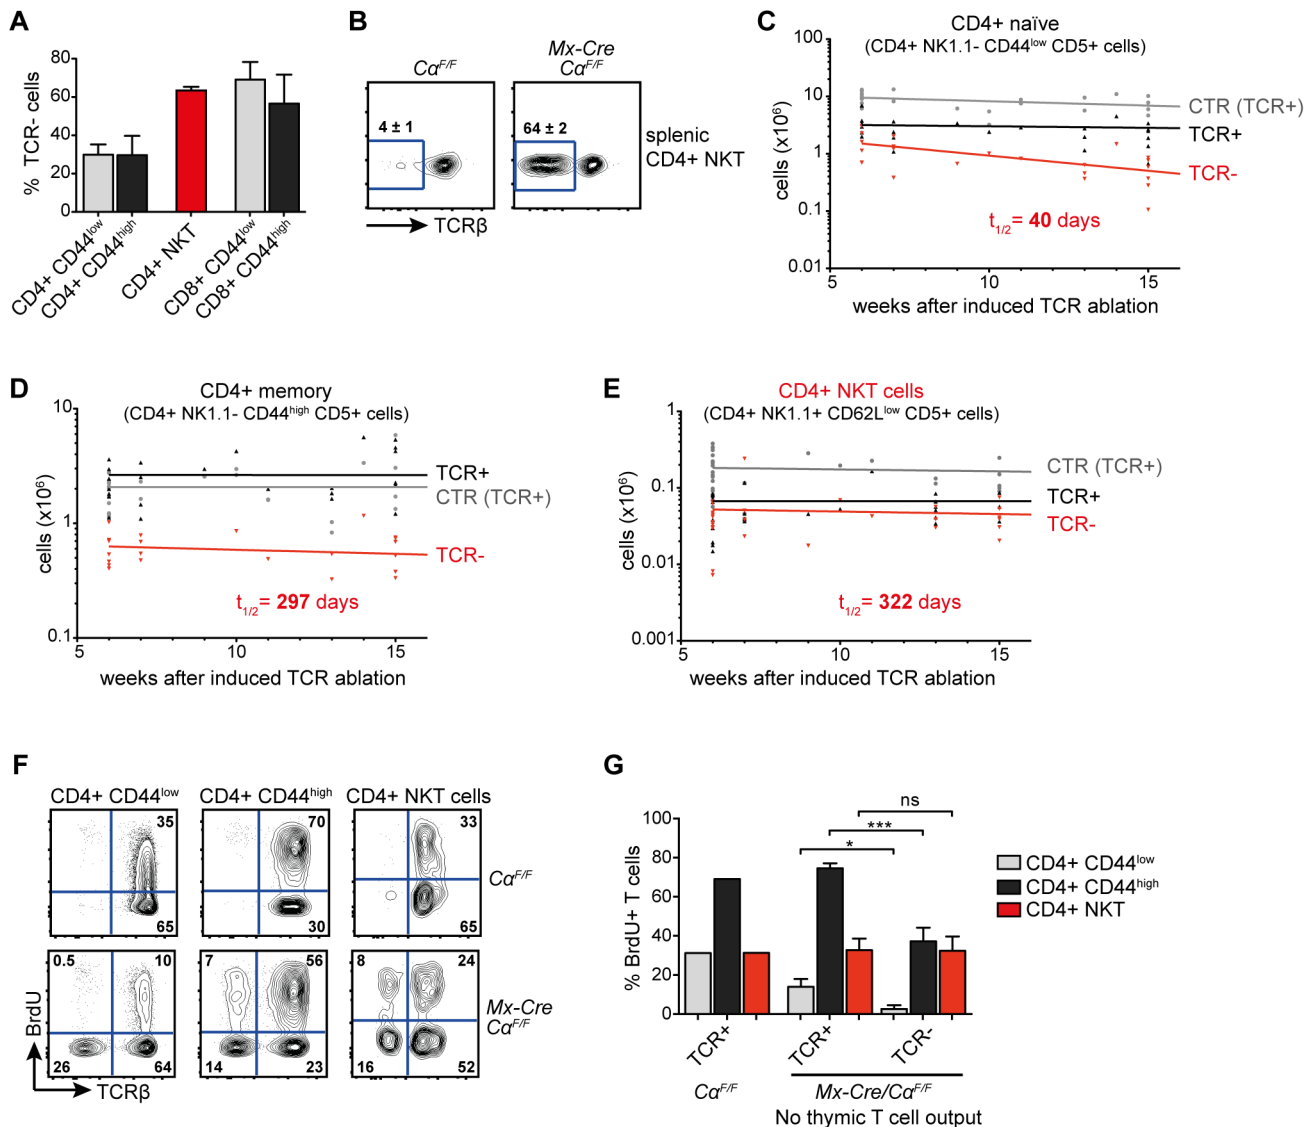 A
% TCR- cells
80
60
40
20
0
CD4+ CD44low
CD4+ CD44high
CD4+ NKT
CD8+ CD44low
CD8+ CD44high
B
CαF/F
Mx-Cre
CαF/F
4 ± 1
64 ± 2
splenic
CD4+ NKT
TCRβ
C
CD4+ naïve
(CD4+ NK1.1- CD44low CD5+ cells)
cells (x10⁶)
100
10
1
0.1
0.01
CTR (TCR+)
TCR+
TCR-
t1/2= 40 days
5
10
15
weeks after induced TCR ablation
D
CD4+ memory
(CD4+ NK1.1- CD44high CD5+ cells)
cells (x10⁶)
10
1
0.1
TCR+
CTR (TCR+)
TCR-
t1/2= 297 days
5
10
15
weeks after induced TCR ablation
E
CD4+ NKT cells
(CD4+ NK1.1+ CD62Llow CD5+ cells)
cells (x10⁶)
1
0.1
0.01
0.001
CTR (TCR+)
TCR+
TCR-
t1/2= 322 days
5
10
15
weeks after induced TCR ablation
F
CD4+ CD44low
CD4+ CD44high
CD4+ NKT cells
35
65
70
30
33
65
CαF/F
0.5
10
26
64
7
56
14
23
8
24
16
52
Mx-Cre
CαF/F
BrdU
TCRβ
G
% BrdU+ T cells
100
80
60
40
20
0
*
***
ns
CD4+ CD44low
CD4+ CD44high
CD4+ NKT
TCR+
TCR+
TCR-
CαF/F
Mx-Cre/CαF/F
No thymic T cell output